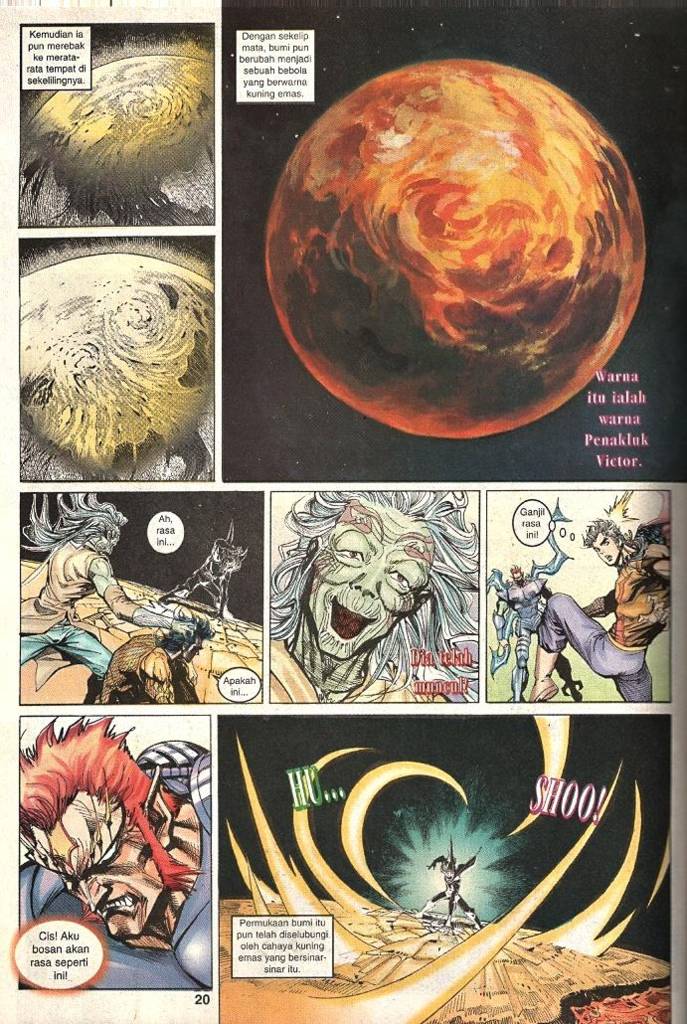 Kemudian ia
pun merebak
ke merata-
rata tempat di
sekelilingnya.
Dengan sekelip
mata, bumi pun
berubah menjadi
sebuah bebola
yang berwarna
kuning emas.
Warna
itu ialah
warna
Penakluk
Victor.
Ah,
rasa
ini...
Apakah
ini...
Dia telah
muncul!
Ganjil
rasa
ini!
Cis! Aku
bosan akan
rasa seperti
ini!
HU...
SHOO!
Permukaan bumi itu
pun telah diselubungi
oleh cahaya kuning
emas yang bersinar-
sinar itu.
20